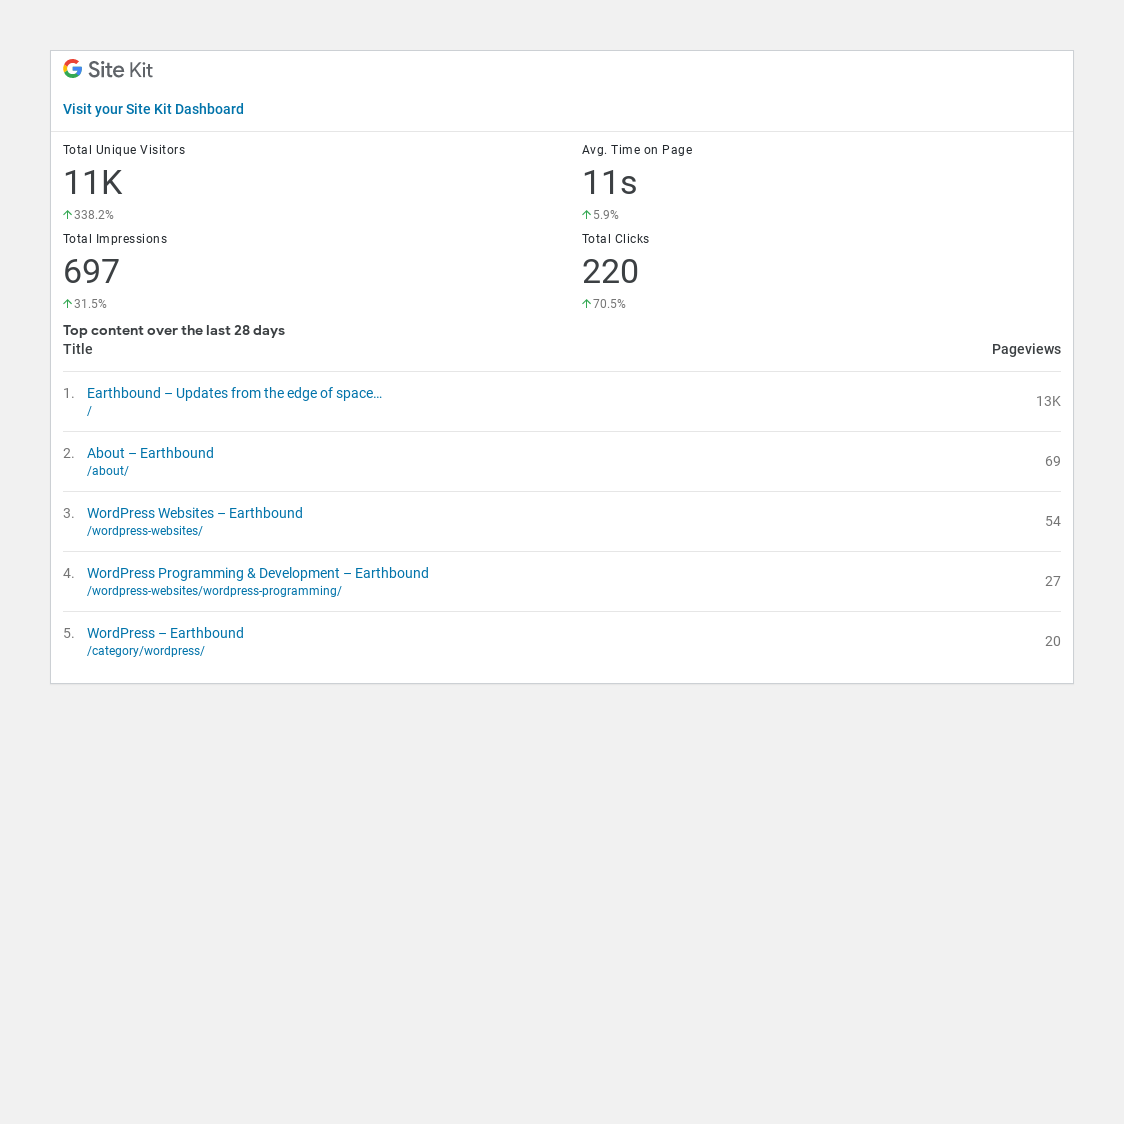 Site Kit
Visit your Site Kit Dashboard
Total Unique Visitors
11K
↑338.2%
Avg. Time on Page
11s
↑5.9%
Total Impressions
697
↑31.5%
Total Clicks
220
↑70.5%
Top content over the last 28 days
Title Pageviews
1. Earthbound – Updates from the edge of space…
/
13K
2. About – Earthbound
/about/
69
3. WordPress Websites – Earthbound
/wordpress-websites/
54
4. WordPress Programming & Development – Earthbound
/wordpress-websites/wordpress-programming/
27
5. WordPress – Earthbound
/category/wordpress/
20